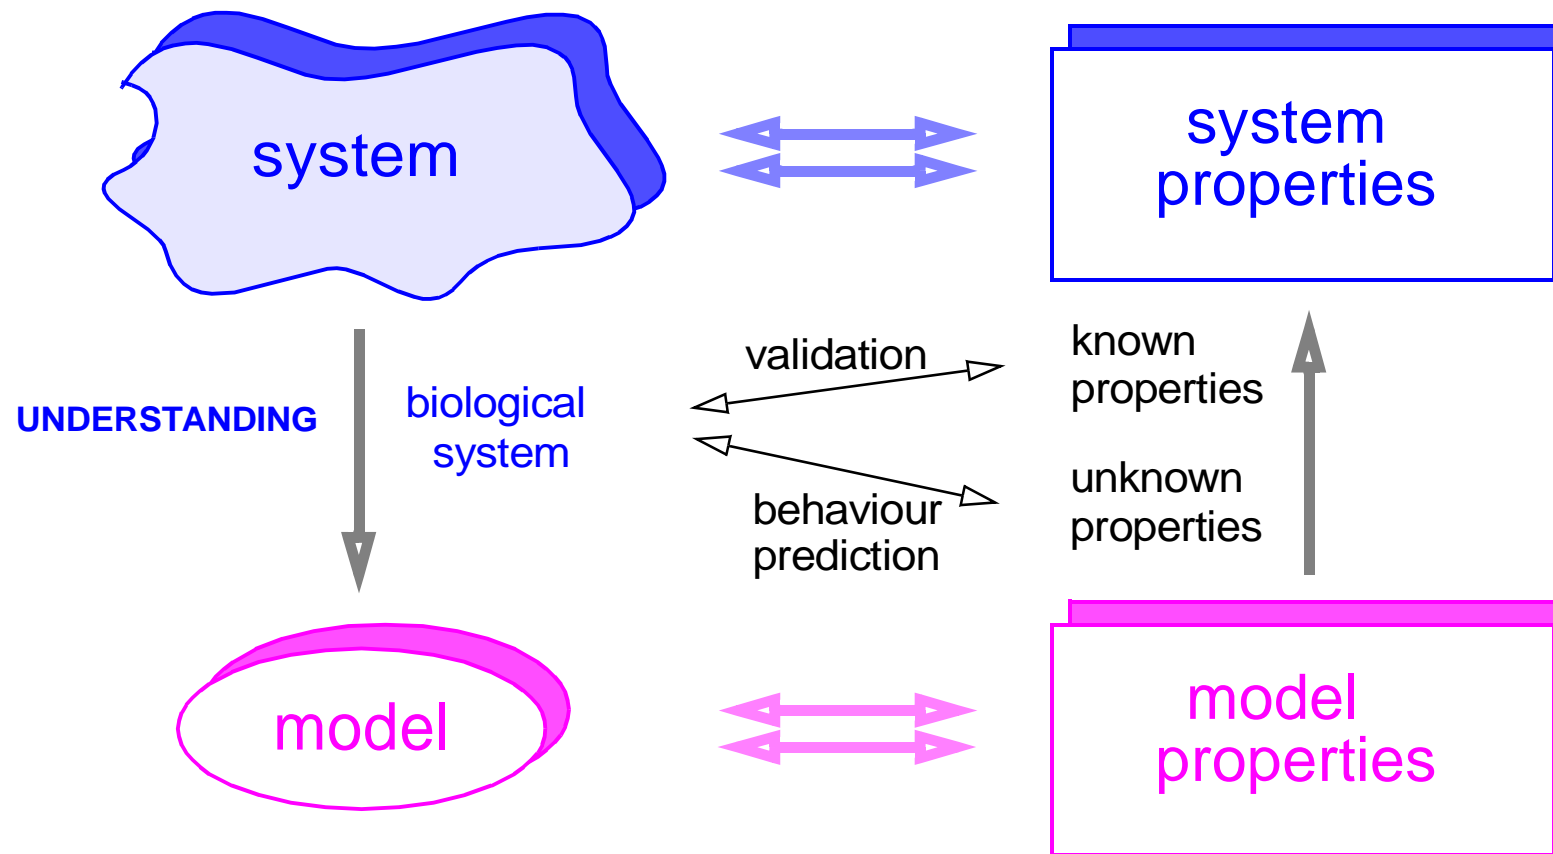 system
system
properties
validation
known
properties
UNDERSTANDING
biological
system
unknown
properties
behaviour
prediction
model
model
properties